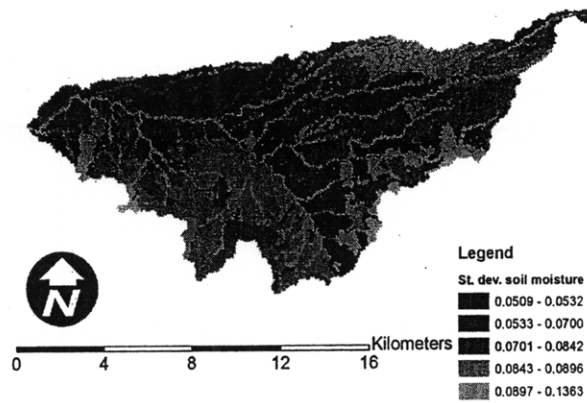 N
Kilometers
0 4 8 12 16
Legend
St. dev. soil moisture
0.0509 - 0.0532
0.0533 - 0.0700
0.0701 - 0.0842
0.0843 - 0.0896
0.0897 - 0.1363